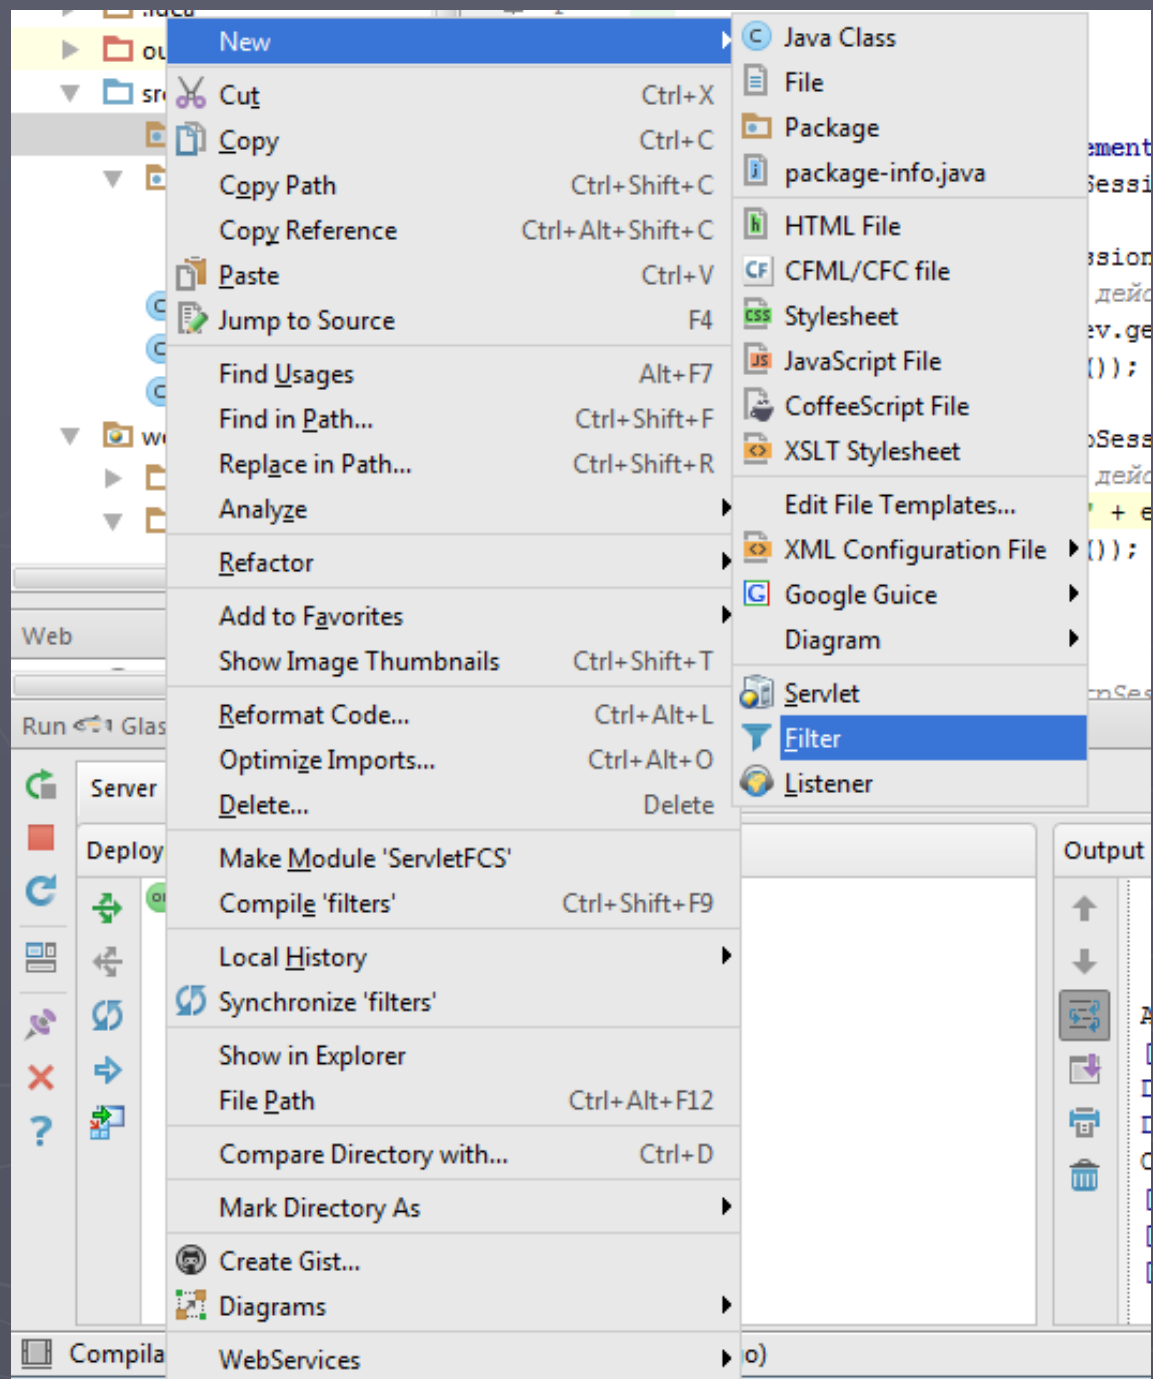 New
Cut Ctrl+X
Copy Ctrl+C
Copy Path Ctrl+Shift+C
Copy Reference Ctrl+Alt+Shift+C
Paste Ctrl+V
Jump to Source F4
Find Usages Alt+F7
Find in Path... Ctrl+Shift+F
Replace in Path... Ctrl+Shift+R
Analyze
Refactor
Add to Favorites
Show Image Thumbnails Ctrl+Shift+T
Reformat Code... Ctrl+Alt+L
Optimize Imports... Ctrl+Alt+O
Delete... Delete
Make Module 'ServletFCS'
Compile 'filters' Ctrl+Shift+F9
Local History
Synchronize 'filters'
Show in Explorer
File Path Ctrl+Alt+F12
Compare Directory with... Ctrl+D
Mark Directory As
Create Gist...
Diagrams
WebServices
Java Class
File
Package
package-info.java
HTML File
CFML/CFC file
Stylesheet
JavaScript File
CoffeeScript File
XSLT Stylesheet
Edit File Templates...
XML Configuration File
Google Guice
Diagram
Servlet
Filter
Listener
Web
Run Glas
Server
Deploy
Output
Compila